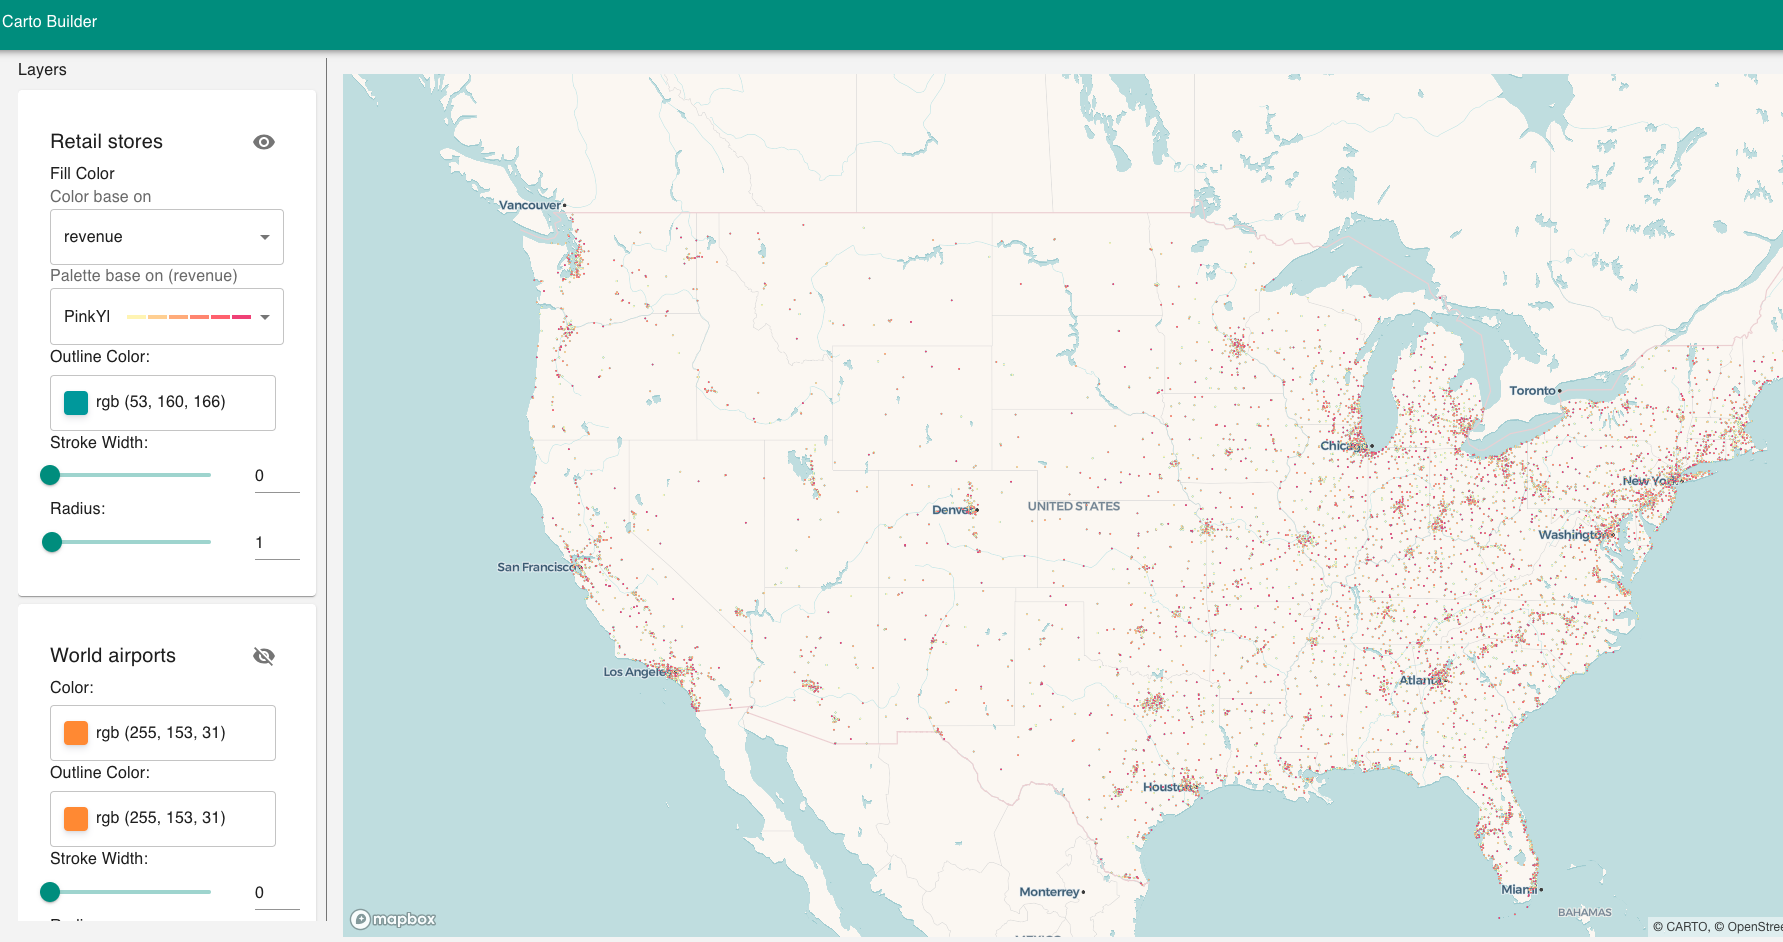 Carto Builder
Layers
Retail stores
Fill Color
Color base on
revenue
Palette base on (revenue)
PinkYl
Outline Color:
rgb (53, 160, 166)
Stroke Width:
0
Radius:
1
World airports
Color:
rgb (255, 153, 31)
Outline Color:
rgb (255, 153, 31)
Stroke Width:
0
Vancouver
Toronto
Chicago
New York
UNITED STATES
Denver
Washington
San Francisco
Los Angeles
Atlanta
Houston
Miami
Monterrey
BAHAMAS
mapbox
© CARTO, © OpenStree